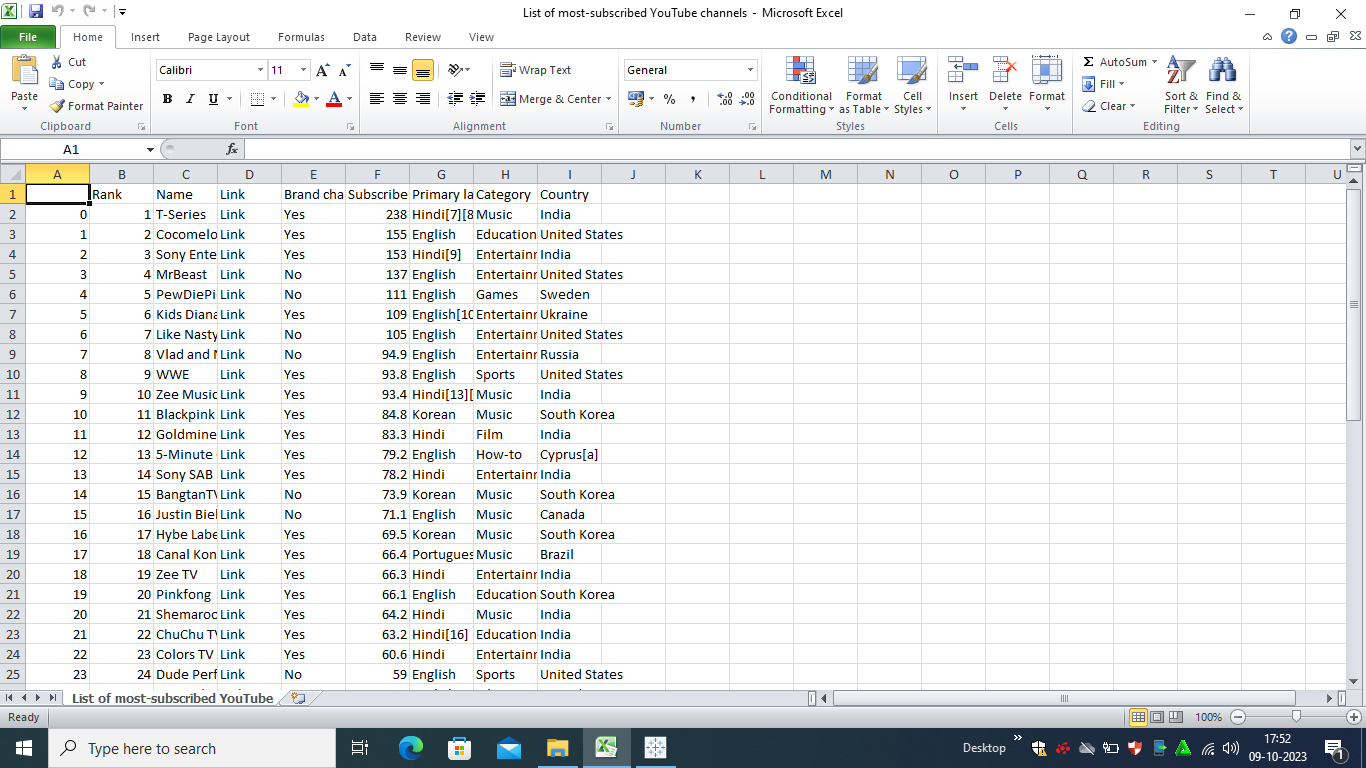 List of most-subscribed YouTube channels - Microsoft Excel
File Home Insert Page Layout Formulas Data Review View
Paste Cut Copy Format Painter
Calibri 11
B I U
Wrap Text
Merge & Center
General
% ,
Conditional Formatting Format as Table Cell Styles
Insert Delete Format
Σ AutoSum Fill Clear
Sort & Filter Find & Select
Clipboard Font Alignment Number Styles Cells Editing
A1 fx
A B C D E F G H I J K L M N O P Q R S T U
1 Rank Name Link Brand cha Subscribe Primary la Category Country
2 0 1 T-Series Link Yes 238 Hindi[7][8 Music India
3 1 2 Cocomelo Link Yes 155 English Education United States
4 2 3 Sony Ente Link Yes 153 Hindi[9] Entertainm India
5 3 4 MrBeast Link No 137 English Entertainm United States
6 4 5 PewDiePi Link No 111 English Games Sweden
7 5 6 Kids Diana Link Yes 109 English[10 Entertainm Ukraine
8 6 7 Like Nasty Link No 105 English Entertainm United States
9 7 8 Vlad and N Link No 94.9 English Entertainm Russia
10 8 9 WWE Link Yes 93.8 English Sports United States
11 9 10 Zee Music Link Yes 93.4 Hindi[13][ Music India
12 10 11 Blackpink Link Yes 84.8 Korean Music South Korea
13 11 12 Goldmine Link Yes 83.3 Hindi Film India
14 12 13 5-Minute Link Yes 79.2 English How-to Cyprus[a]
15 13 14 Sony SAB Link Yes 78.2 Hindi Entertainm India
16 14 15 BangtanTV Link No 73.9 Korean Music South Korea
17 15 16 Justin Biel Link No 71.1 English Music Canada
18 16 17 Hybe Labe Link Yes 69.5 Korean Music South Korea
19 17 18 Canal Kon Link Yes 66.4 Portugues Music Brazil
20 18 19 Zee TV Link Yes 66.3 Hindi Entertainm India
21 19 20 Pinkfong Link Yes 66.1 English Education South Korea
22 20 21 Shemaroo Link Yes 64.2 Hindi Music India
23 21 22 ChuChu TV Link Yes 63.2 Hindi[16] Education India
24 22 23 Colors TV Link Yes 60.6 Hindi Entertainm India
25 23 24 Dude Perf Link No 59 English Sports United States
List of most-subscribed YouTube
Ready 100%
Type here to search
Desktop
17:52
09-10-2023
1